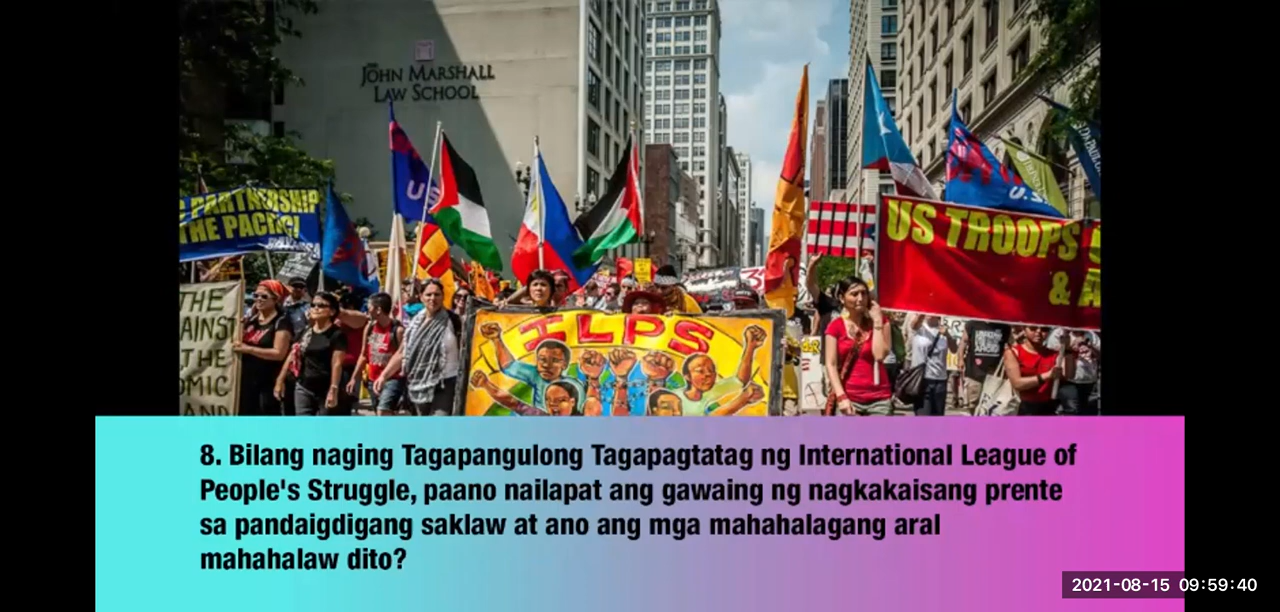 THE
JOHN MARSHALL
LAW SCHOOL
PARTNERSHIP
THE PACIFIC!
US
U.S.
US TROOPS
&
THE
THE
ILPS
8. Bilang naging Tagapangulong Tagapagtatag ng International League of
People's Struggle, paano nailapat ang gawaing ng nagkakaisang prente
sa pandaigdigang saklaw at ano ang mga mahahalagang aral
mahahalaw dito?
2021-08-15 09:59:40